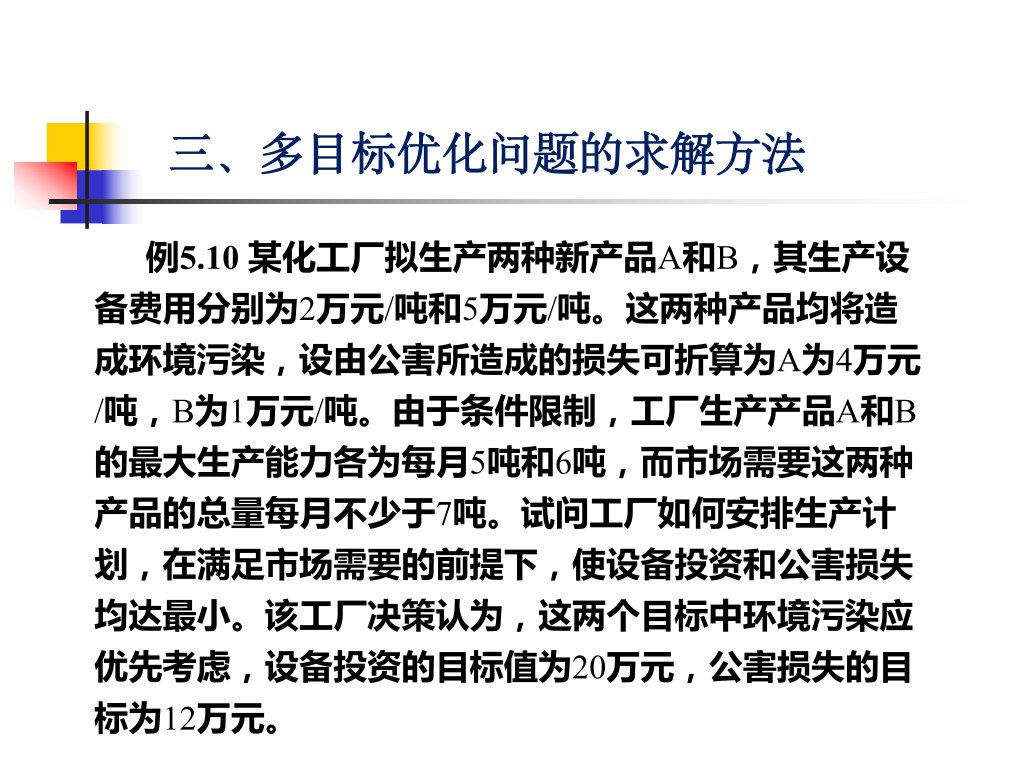 三、多目标优化问题的求解方法
例5.10 某化工厂拟生产两种新产品A和B，其生产设
备费用分别为2万元/吨和5万元/吨。这两种产品均将造
成环境污染，设由公害所造成的损失可折算为A为4万元
/吨，B为1万元/吨。由于条件限制，工厂生产产品A和B
的最大生产能力各为每月5吨和6吨，而市场需要这两种
产品的总量每月不少于7吨。试问工厂如何安排生产计
划，在满足市场需要的前提下，使设备投资和公害损失
均达最小。该工厂决策认为，这两个目标中环境污染应
优先考虑，设备投资的目标值为20万元，公害损失的目
标为12万元。